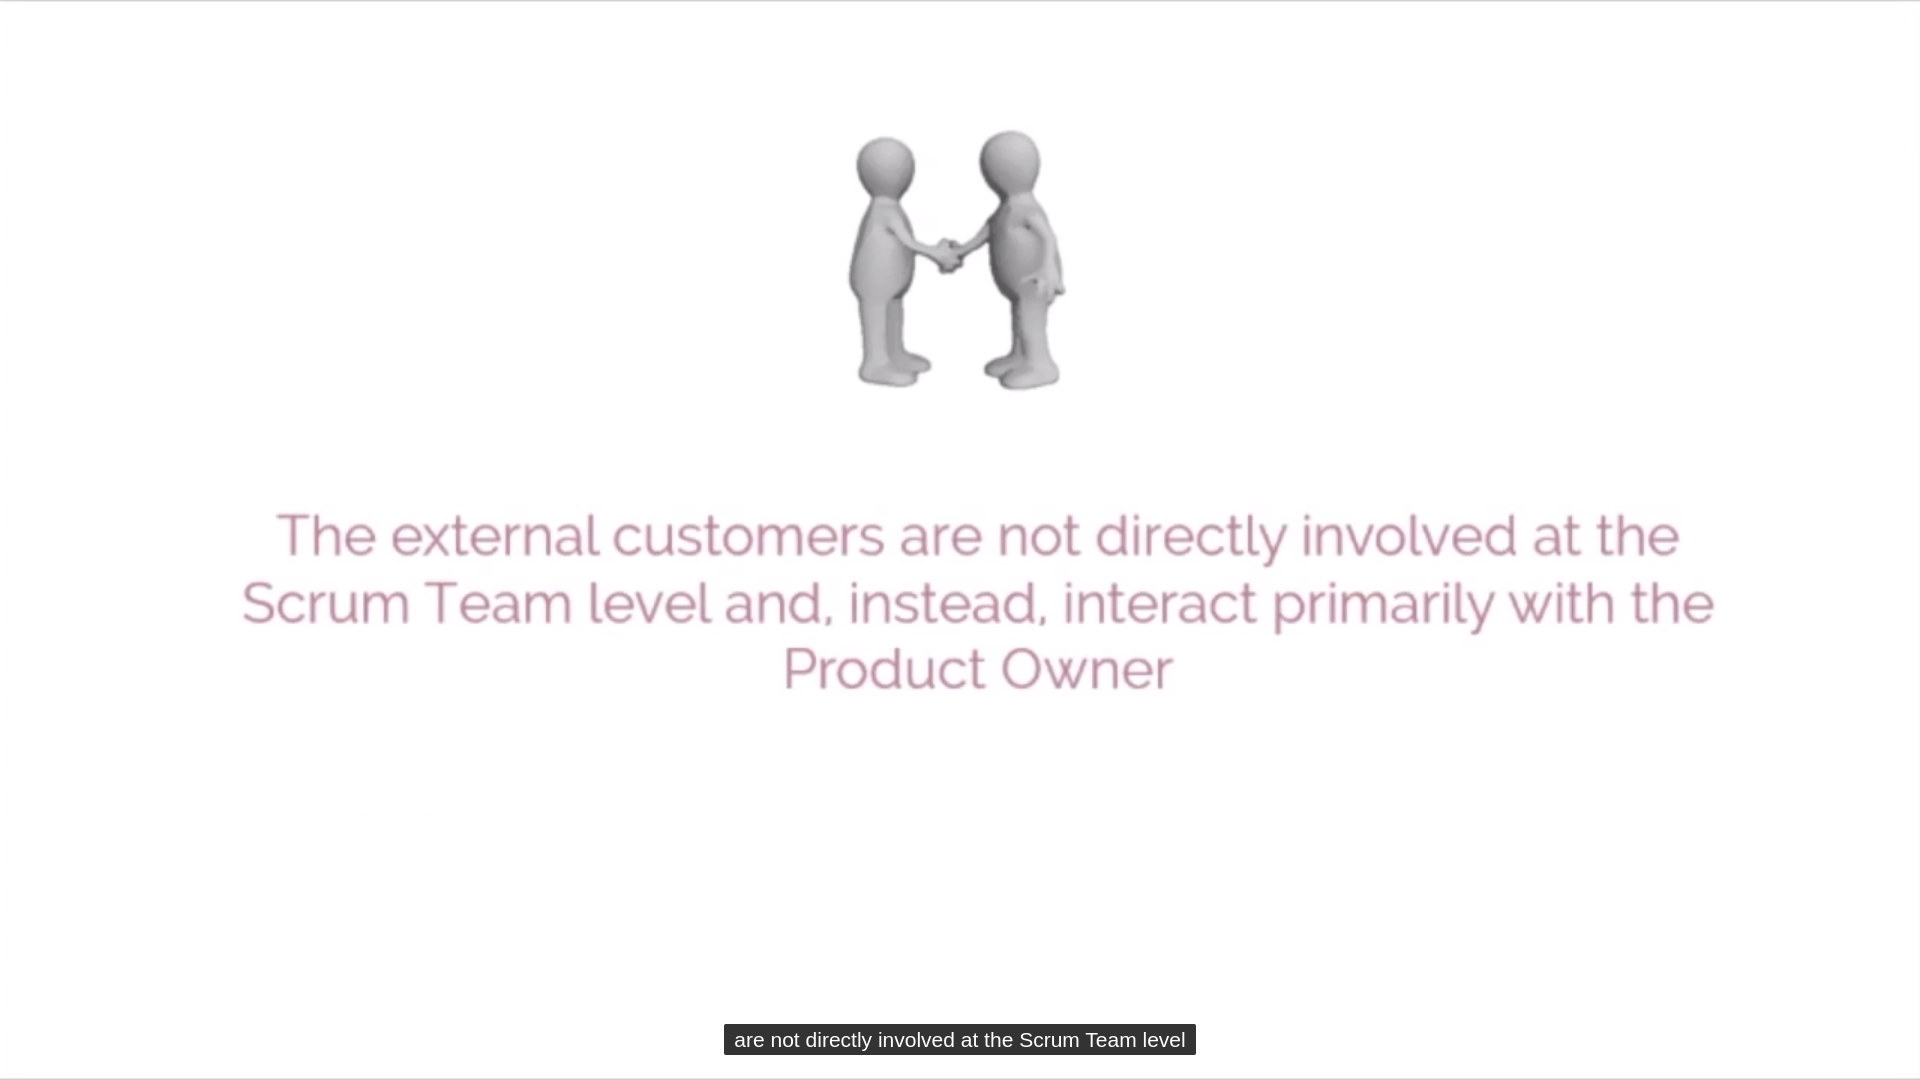 The external customers are not directly involved at the
Scrum Team level and, instead, interact primarily with the
Product Owner
are not directly involved at the Scrum Team level